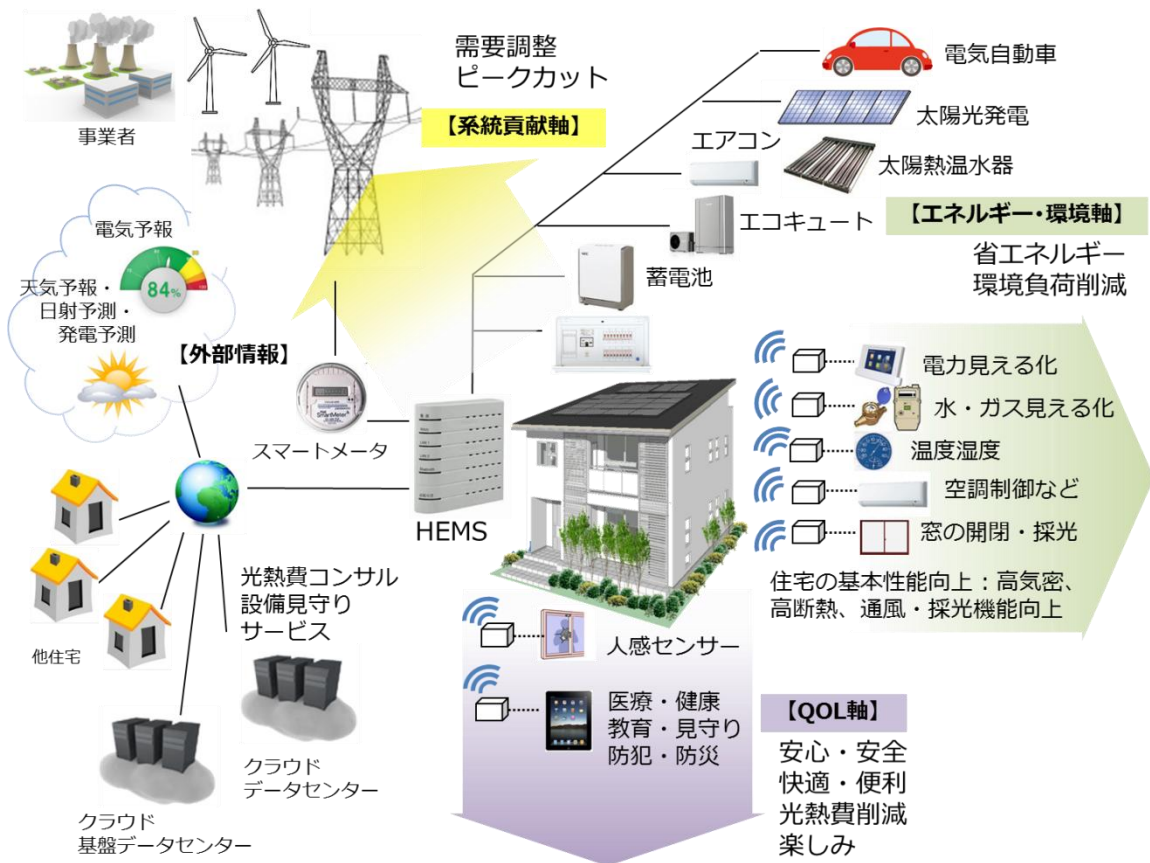 需要調整
ピークカット
【系統貢献軸】
事業者
電気自動車
太陽光発電
エアコン
太陽熱温水器
エコキュート
【エネルギー・環境軸】
省エネルギー
環境負荷削減
蓄電池
電気予報
84%
天気予報・
日射予測・
発電予測
【外部情報】
スマートメータ
HEMS
電力見える化
水・ガス見える化
温度湿度
空調制御など
窓の開閉・採光
住宅の基本性能向上：高気密、
高断熱、通風・採光機能向上
光熱費コンサル
設備見守り
サービス
他住宅
人感センサー
医療・健康
教育・見守り
防犯・防災
【QOL軸】
安心・安全
快適・便利
光熱費削減
楽しみ
クラウド
データセンター
クラウド
基盤データセンター